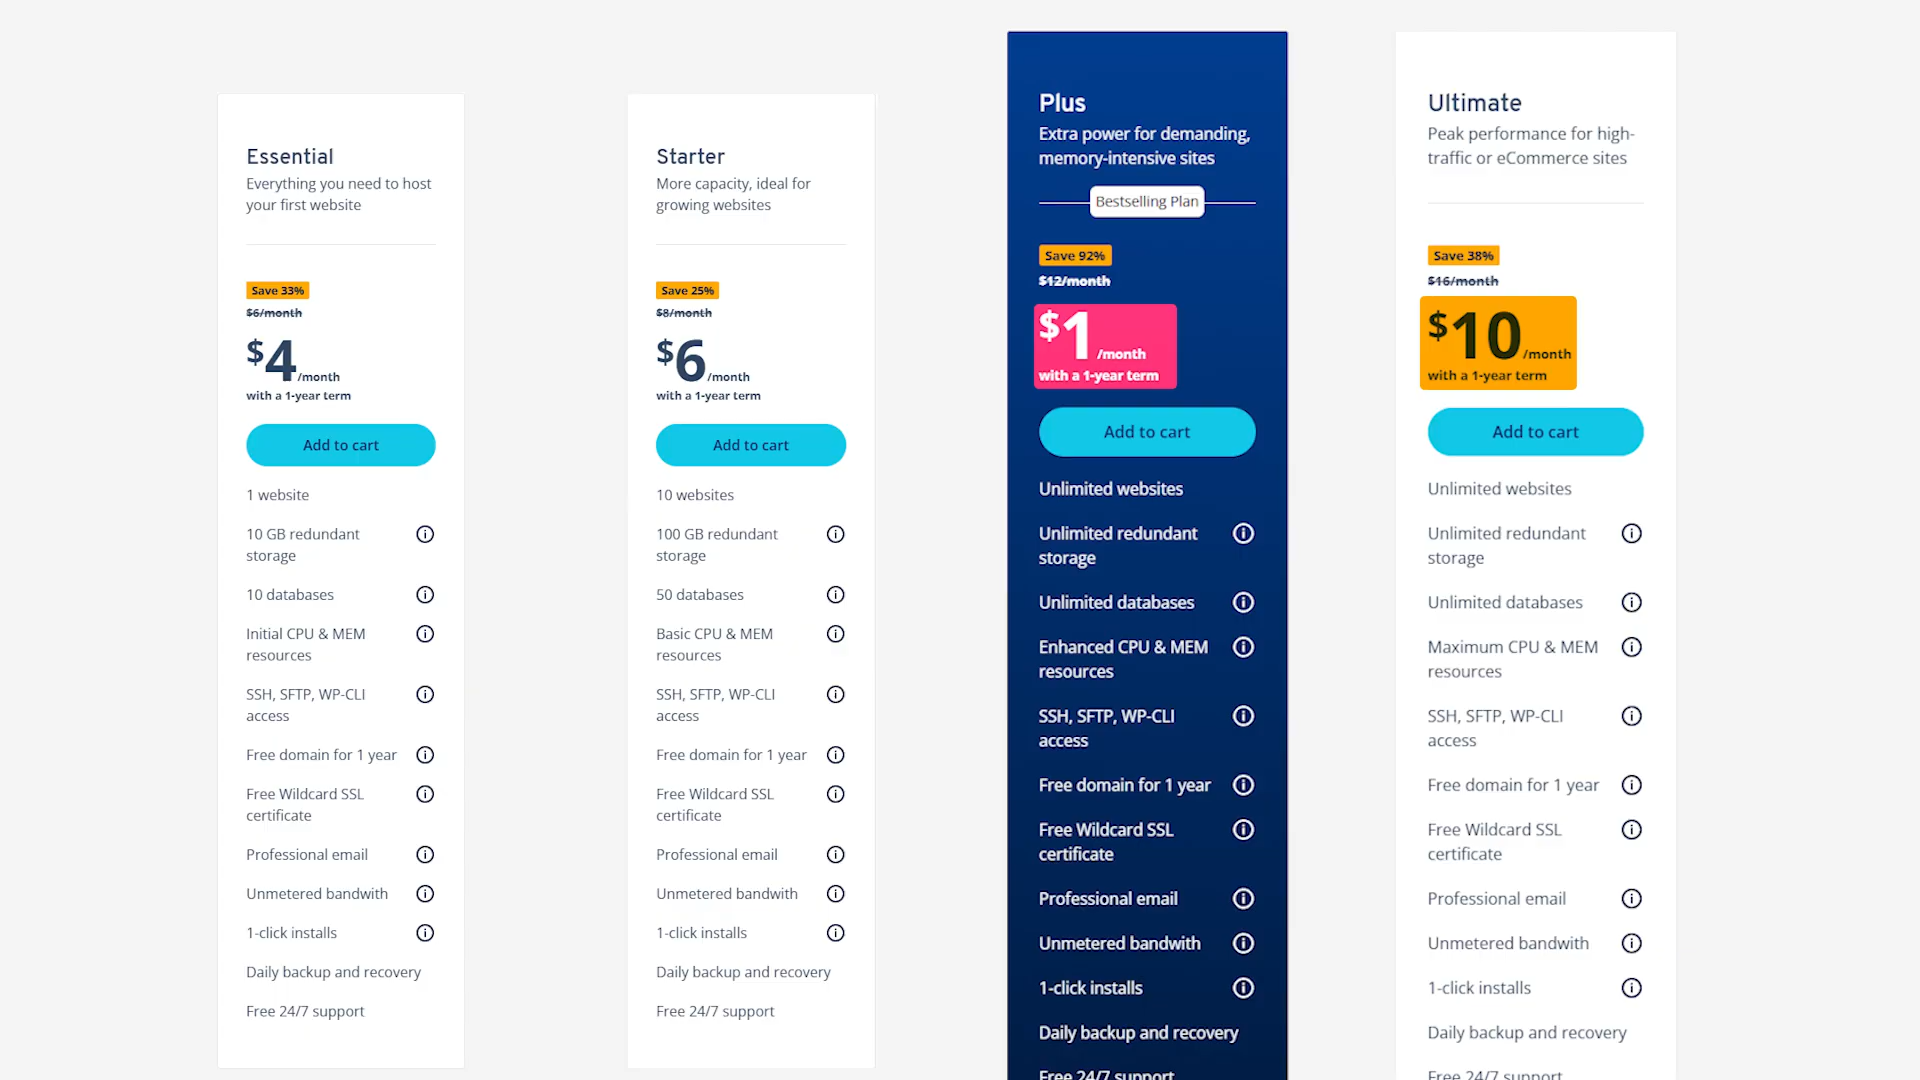 Essential
Everything you need to host
your first website
Save 33%
$6/month
$4/month
with a 1-year term
Add to cart
1 website
10 GB redundant
storage
10 databases
Initial CPU & MEM
resources
SSH, SFTP, WP-CLI
access
Free domain for 1 year
Free Wildcard SSL
certificate
Professional email
Unmetered bandwith
1-click installs
Daily backup and recovery
Free 24/7 support
Starter
More capacity, ideal for
growing websites
Save 25%
$8/month
$6/month
with a 1-year term
Add to cart
10 websites
100 GB redundant
storage
50 databases
Basic CPU & MEM
resources
SSH, SFTP, WP-CLI
access
Free domain for 1 year
Free Wildcard SSL
certificate
Professional email
Unmetered bandwith
1-click installs
Daily backup and recovery
Free 24/7 support
Plus
Extra power for demanding,
memory-intensive sites
Bestselling Plan
Save 92%
$12/month
$1/month
with a 1-year term
Add to cart
Unlimited websites
Unlimited redundant
storage
Unlimited databases
Enhanced CPU & MEM
resources
SSH, SFTP, WP-CLI
access
Free domain for 1 year
Free Wildcard SSL
certificate
Professional email
Unmetered bandwith
1-click installs
Daily backup and recovery
Free 24/7 support
Ultimate
Peak performance for high-
traffic or eCommerce sites
Save 38%
$16/month
$10/month
with a 1-year term
Add to cart
Unlimited websites
Unlimited redundant
storage
Unlimited databases
Maximum CPU & MEM
resources
SSH, SFTP, WP-CLI
access
Free domain for 1 year
Free Wildcard SSL
certificate
Professional email
Unmetered bandwith
1-click installs
Daily backup and recovery
Free 24/7 support